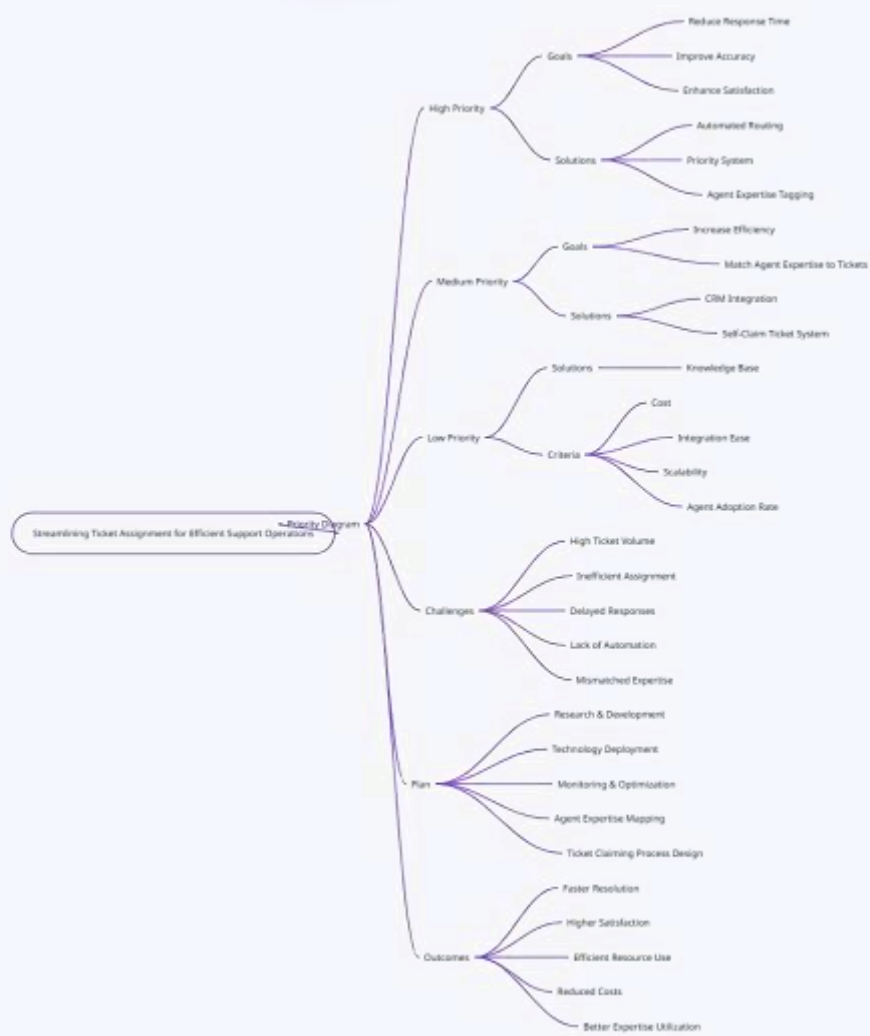 Streamlining Ticket Assignment for Efficient Support Operations
Priority Diagram
High Priority
Goals
Reduce Response Time
Improve Accuracy
Enhance Satisfaction
Solutions
Automated Routing
Priority System
Agent Expertise Tagging
Medium Priority
Goals
Increase Efficiency
Match Agent Expertise to Tickets
Solutions
CRM Integration
Self-Claim Ticket System
Low Priority
Solutions
Knowledge Base
Criteria
Cost
Integration Ease
Scalability
Agent Adoption Rate
Challenges
High Ticket Volume
Inefficient Assignment
Delayed Responses
Lack of Automation
Mismatched Expertise
Plan
Research & Development
Technology Deployment
Monitoring & Optimization
Agent Expertise Mapping
Ticket Claiming Process Design
Outcomes
Faster Resolution
Higher Satisfaction
Efficient Resource Use
Reduced Costs
Better Expertise Utilization